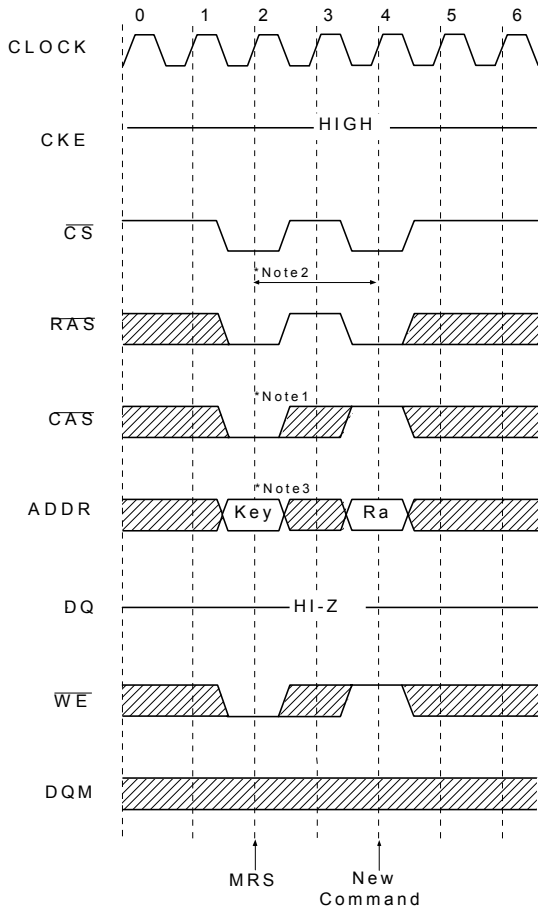 0 1 2 3 4 5 6
CLOCK
CKE
HIGH
CS
*Note2
RAS
*Note1
CAS
*Note3
ADDR
Key
Ra
DQ
HI-Z
WE
DQM
MRS
New
Command